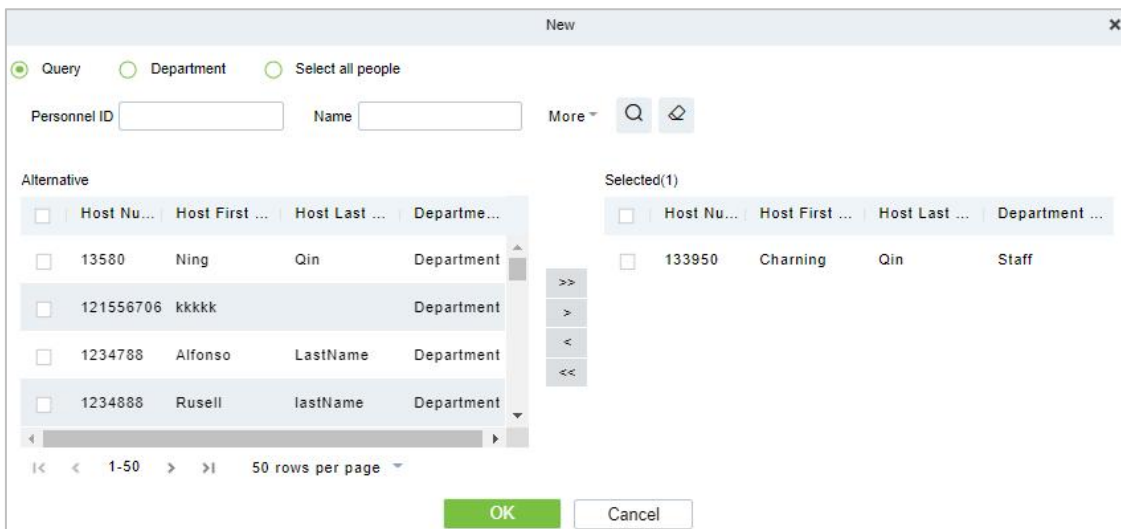 New ×
Query Department Select all people
Personnel ID Name More
Alternative Selected(1)
Host Nu... Host First ... Host Last ... Departme... Host Nu... Host First ... Host Last ... Department ...
13580 Ning Qin Department 133950 Charning Qin Staff
>>
121556706 kkkkk Department
>
<
1234788 Alfonso LastName Department
<<
1234888 Rusell lastName Department
|< < 1-50 > >| 50 rows per page
OK Cancel